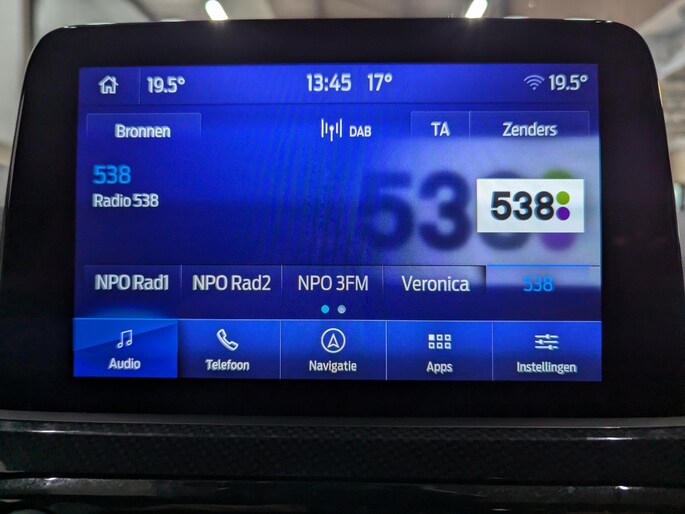 19.5° 13:45 17° 19.5°
Bronnen DAB TA Zenders
538
Radio 538
538
538
NPO Rad1 NPO Rad2 NPO 3FM Veronica 538
Audio Telefoon Navigatie Apps Instellingen